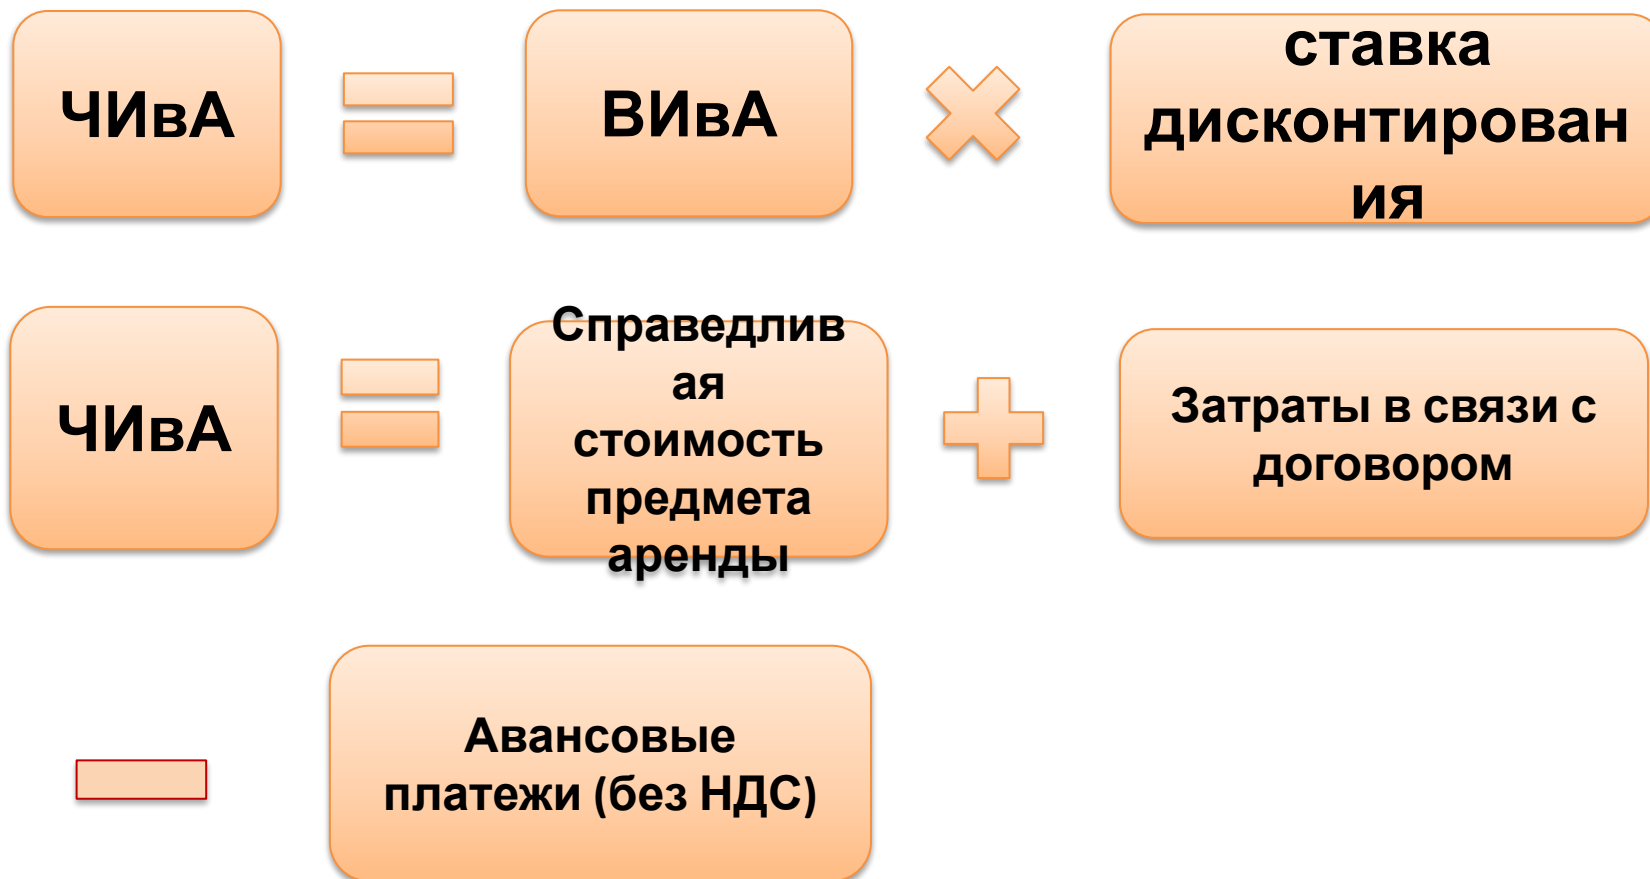 ЧИвА
ВИвА
ставка
дисконтирован
ия
ЧИвА
Справедлив
ая
стоимость
предмета
аренды
Затраты в связи с
договором
Авансовые
платежи (без НДС)